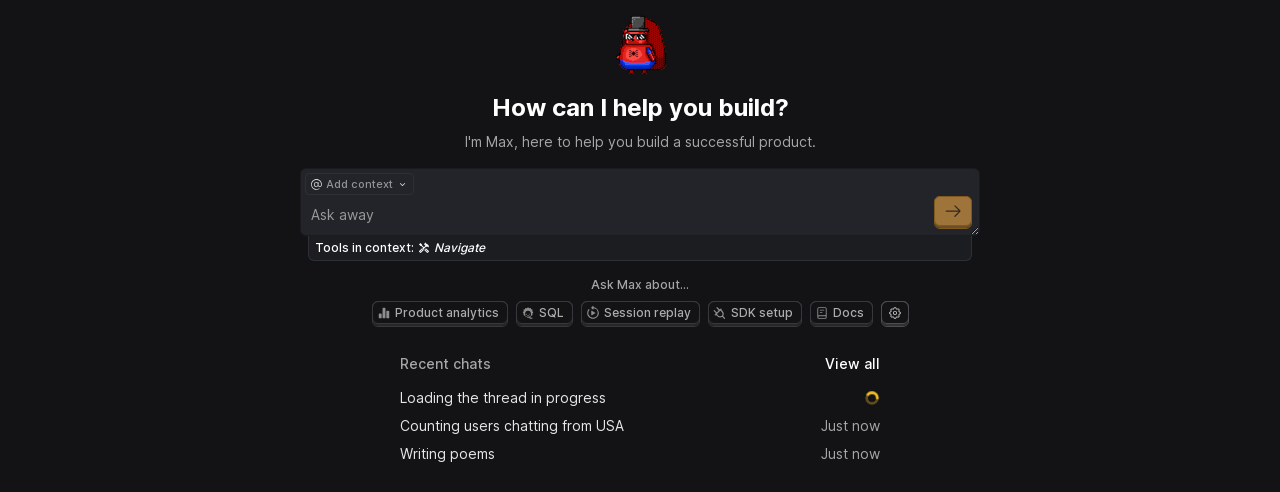 How can I help you build?
I'm Max, here to help you build a successful product.
@ Add context
Ask away
Tools in context: Navigate
Ask Max about...
Product analytics SQL Session replay SDK setup Docs
Recent chats View all
Loading the thread in progress
Counting users chatting from USA Just now
Writing poems Just now